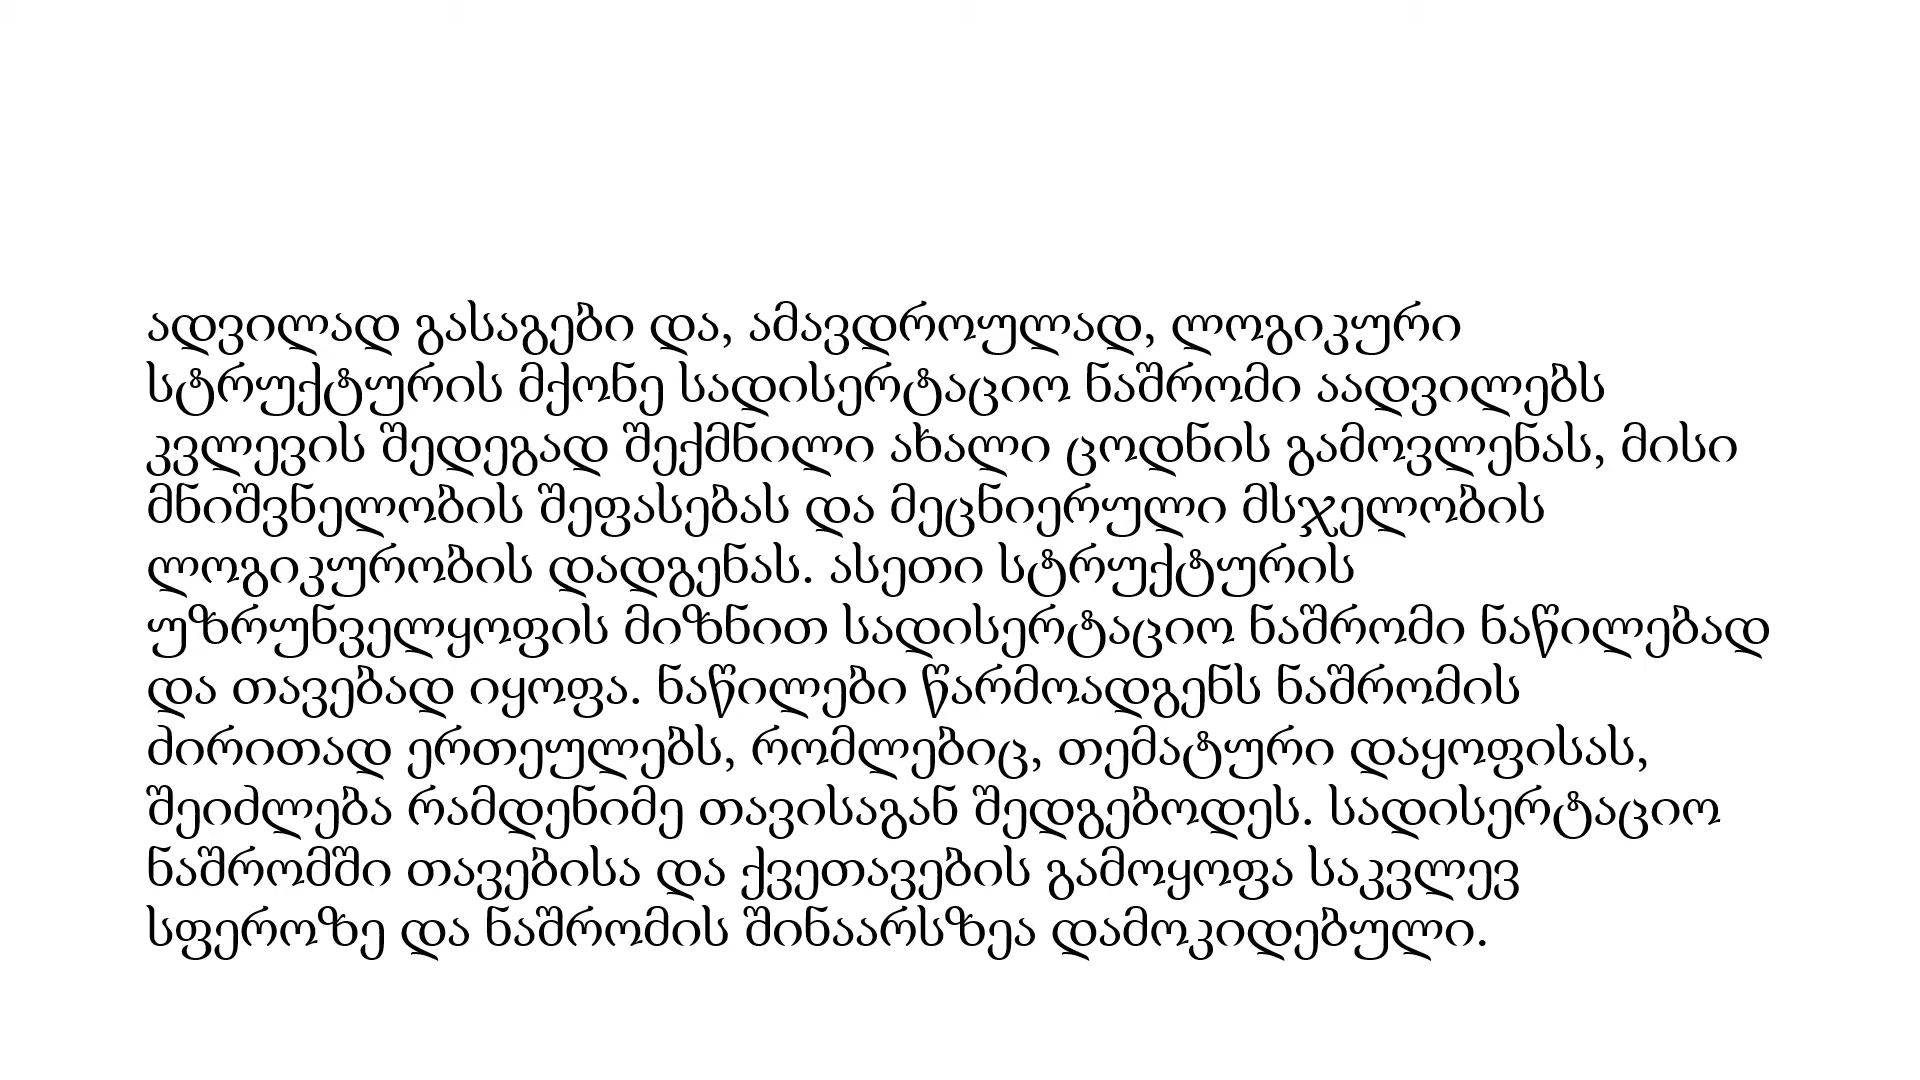 ადვილად გასაგები და, ამავდროულად, ლოგიკური
სტრუქტურის მქონე სადისერტაციო ნაშრომი აადვილებს
კვლევის შედეგად შექმნილი ახალი ცოდნის გამოვლენას, მისი
მნიშვნელობის შეფასებას და მეცნიერული მსჯელობის
ლოგიკურობის დადგენას. ასეთი სტრუქტურის
უზრუნველყოფის მიზნით სადისერტაციო ნაშრომი ნაწილებად
და თავებად იყოფა. ნაწილები წარმოადგენს ნაშრომის
ძირითად ერთეულებს, რომლებიც, თემატური დაყოფისას,
შეიძლება რამდენიმე თავისაგან შედგებოდეს. სადისერტაციო
ნაშრომში თავებისა და ქვეთავების გამოყოფა საკვლევ
სფეროზე და ნაშრომის შინაარსზეა დამოკიდებული.